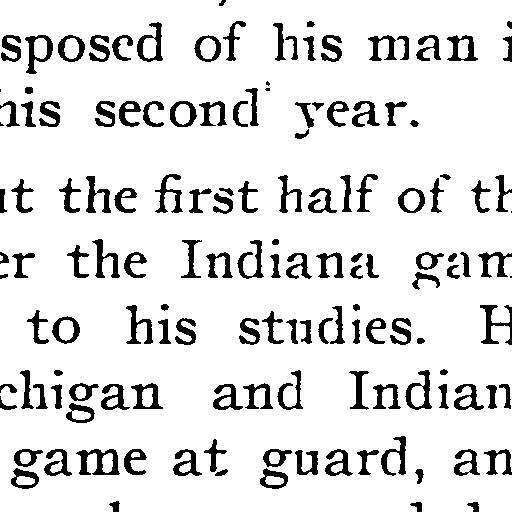 sposed of his man i
his second year.
ut the first half of th
er the Indiana gam
to his studies. H
chigan and Indian
game at guard, an